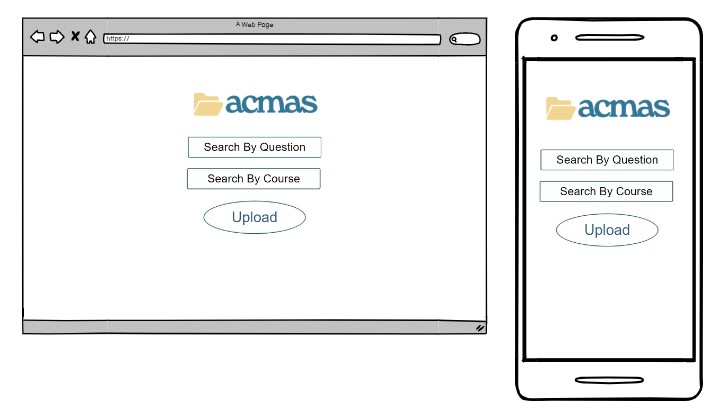 A Web Page
https://
acmas
Search By Question
Search By Course
Upload
acmas
Search By Question
Search By Course
Upload